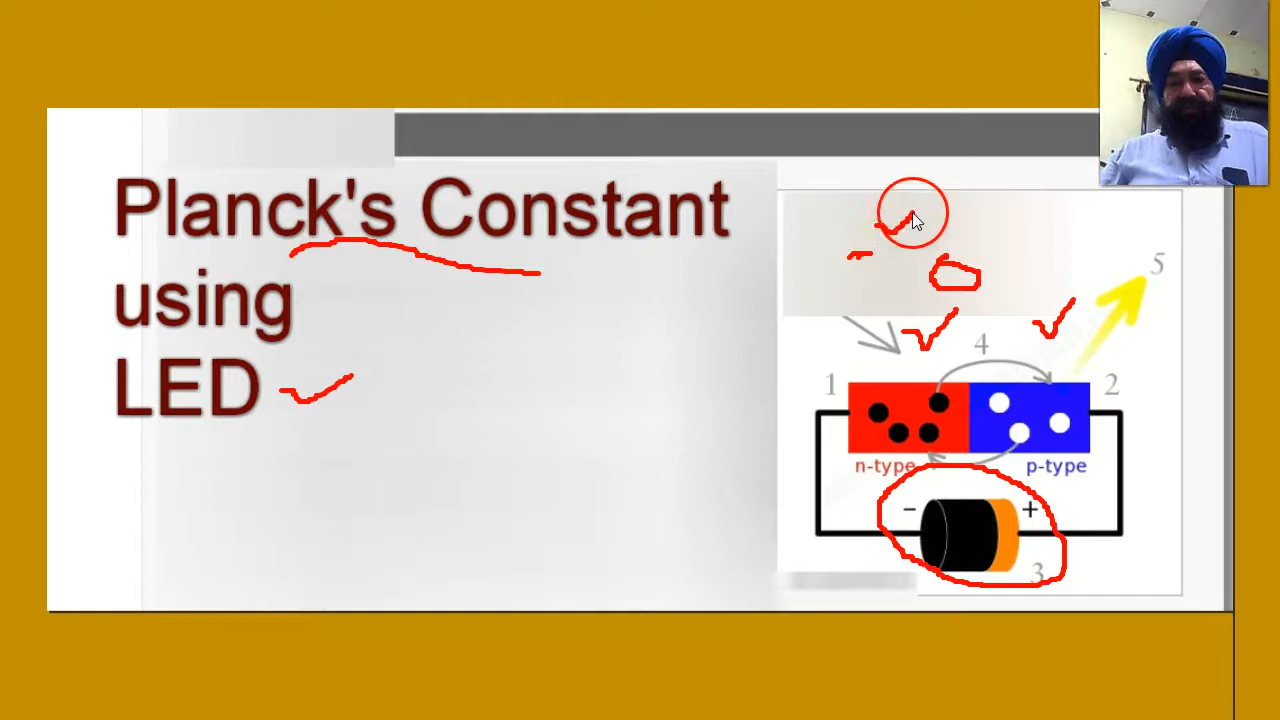 Planck's Constant
using
LED
5
4
1
2
n-type
p-type
− +
3